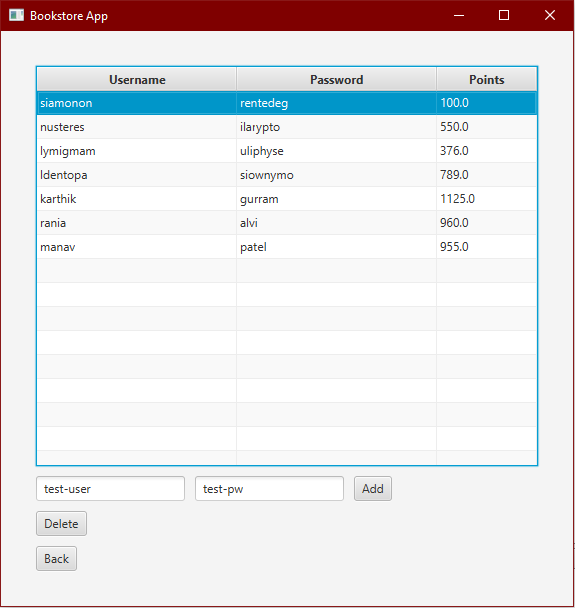 Bookstore App
Username Password Points
siamonon rentedeg 100.0
nusteres ilarypto 550.0
lymigmam uliphyse 376.0
Identopa siownymo 789.0
karthik gurram 1125.0
rania alvi 960.0
manav patel 955.0
test-user test-pw Add
Delete
Back